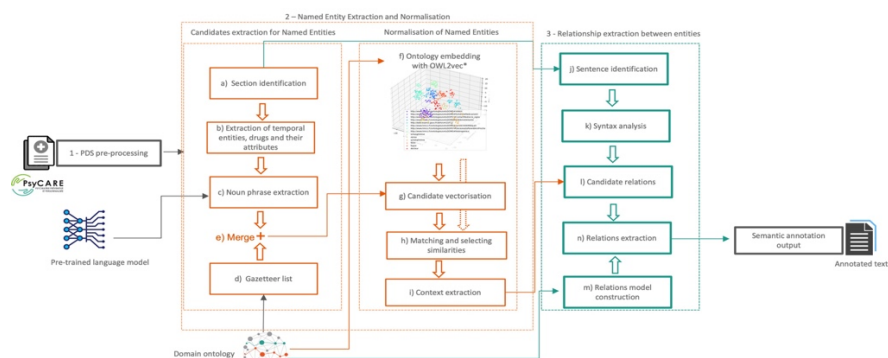 2 – Named Entity Extraction and Normalisation
Candidates extraction for Named Entities
Normalisation of Named Entities
3 - Relationship extraction between entities
a) Section identification
b) Extraction of temporal
entities, drugs and their
attributes
c) Noun phrase extraction
e) Merge +
d) Gazetteer list
f) Ontology embedding
with OWL2vec*
g) Candidate vectorisation
h) Matching and selecting
similarities
i) Context extraction
j) Sentence identification
k) Syntax analysis
l) Candidate relations
n) Relations extraction
m) Relations model
construction
1 - PDS pre-processing
PsyCARE
Pre-trained language model
Domain ontology
Semantic annotation
output
Annotated text